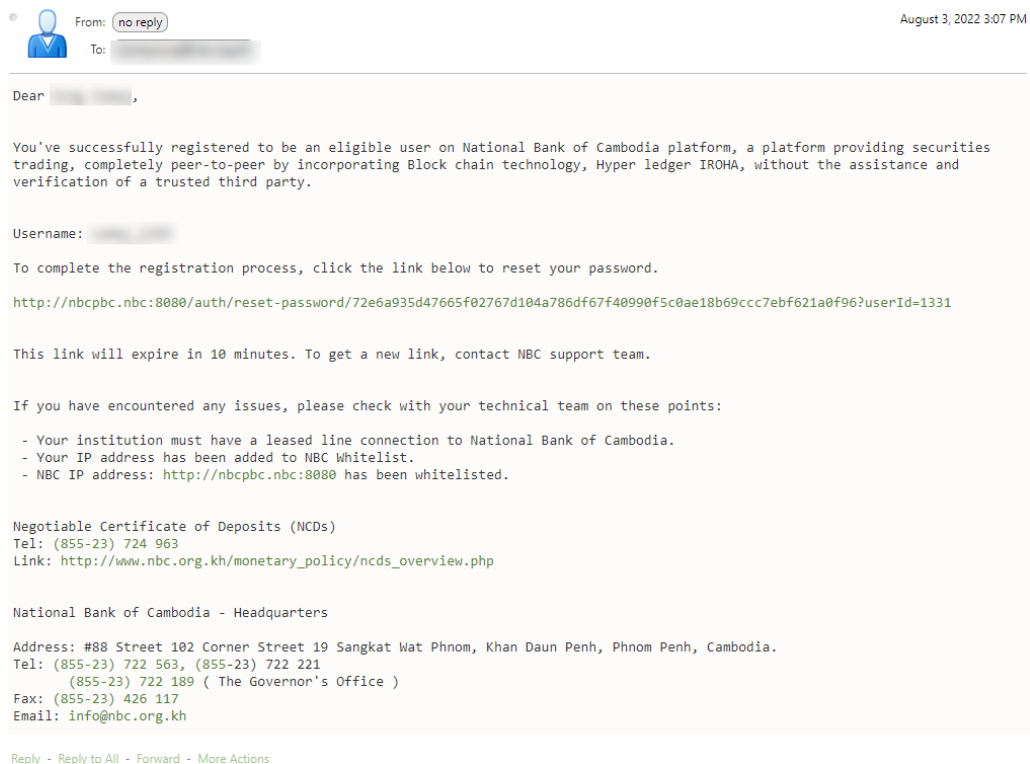 From: no reply
August 3, 2022 3:07 PM
To:
Dear ,
You've successfully registered to be an eligible user on National Bank of Cambodia platform, a platform providing securities
trading, completely peer-to-peer by incorporating Block chain technology, Hyper ledger IROHA, without the assistance and
verification of a trusted third party.
Username:
To complete the registration process, click the link below to reset your password.
http://nbcpbc.nbc:8080/auth/reset-password/72e6a935d47665f02767d104a786df67f40990f5c0ae18b69ccc7ebf621a0f96?userId=1331
This link will expire in 10 minutes. To get a new link, contact NBC support team.
If you have encountered any issues, please check with your technical team on these points:
- Your institution must have a leased line connection to National Bank of Cambodia.
- Your IP address has been added to NBC Whitelist.
- NBC IP address: http://nbcpbc.nbc:8080 has been whitelisted.
Negotiable Certificate of Deposits (NCDs)
Tel: (855-23) 724 963
Link: http://www.nbc.org.kh/monetary_policy/ncds_overview.php
National Bank of Cambodia - Headquarters
Address: #88 Street 102 Corner Street 19 Sangkat Wat Phnom, Khan Daun Penh, Phnom Penh, Cambodia.
Tel: (855-23) 722 563, (855-23) 722 221
(855-23) 722 189 ( The Governor's Office )
Fax: (855-23) 426 117
Email: info@nbc.org.kh
Reply - Reply to All - Forward - More Actions